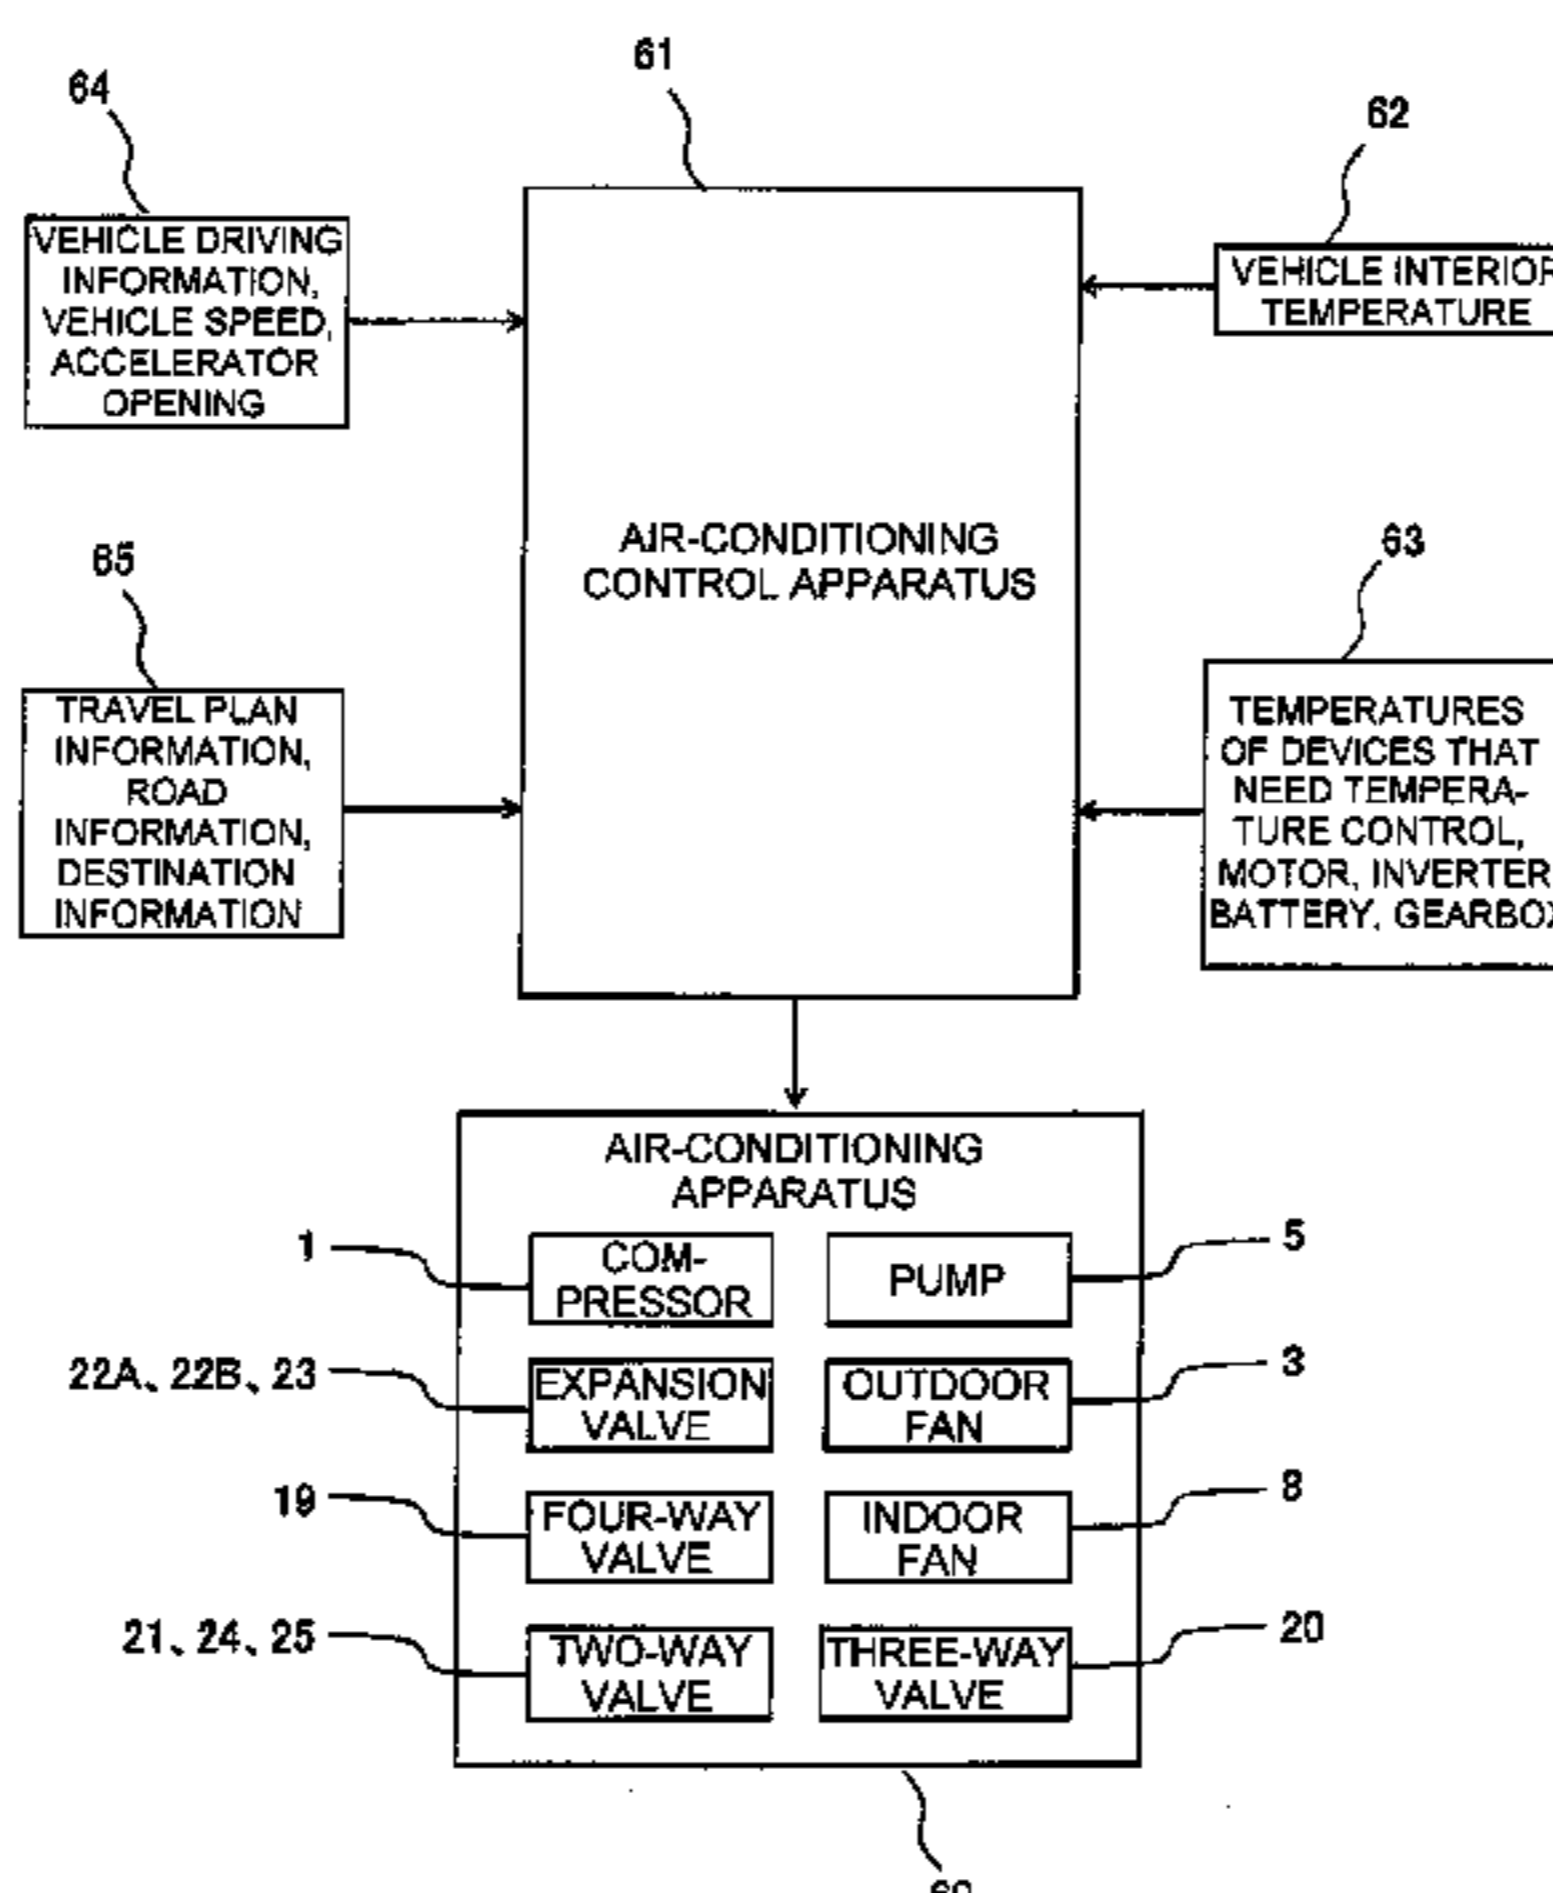 61
64
62
VEHICLE DRIVING
INFORMATION,
VEHICLE SPEED,
ACCELERATOR
OPENING
VEHICLE INTERIOR
TEMPERATURE
AIR-CONDITIONING
CONTROL APPARATUS
65
63
TRAVEL PLAN
INFORMATION,
ROAD
INFORMATION,
DESTINATION
INFORMATION
TEMPERATURES
OF DEVICES THAT
NEED TEMPERA-
TURE CONTROL,
MOTOR, INVERTER
BATTERY, GEARBOX
AIR-CONDITIONING
APPARATUS
1
COM-
PRESSOR
PUMP
5
22A、22B、23
EXPANSION
VALVE
OUTDOOR
FAN
3
19
FOUR-WAY
VALVE
INDOOR
FAN
8
21、24、25
TWO-WAY
VALVE
THREE-WAY
VALVE
20